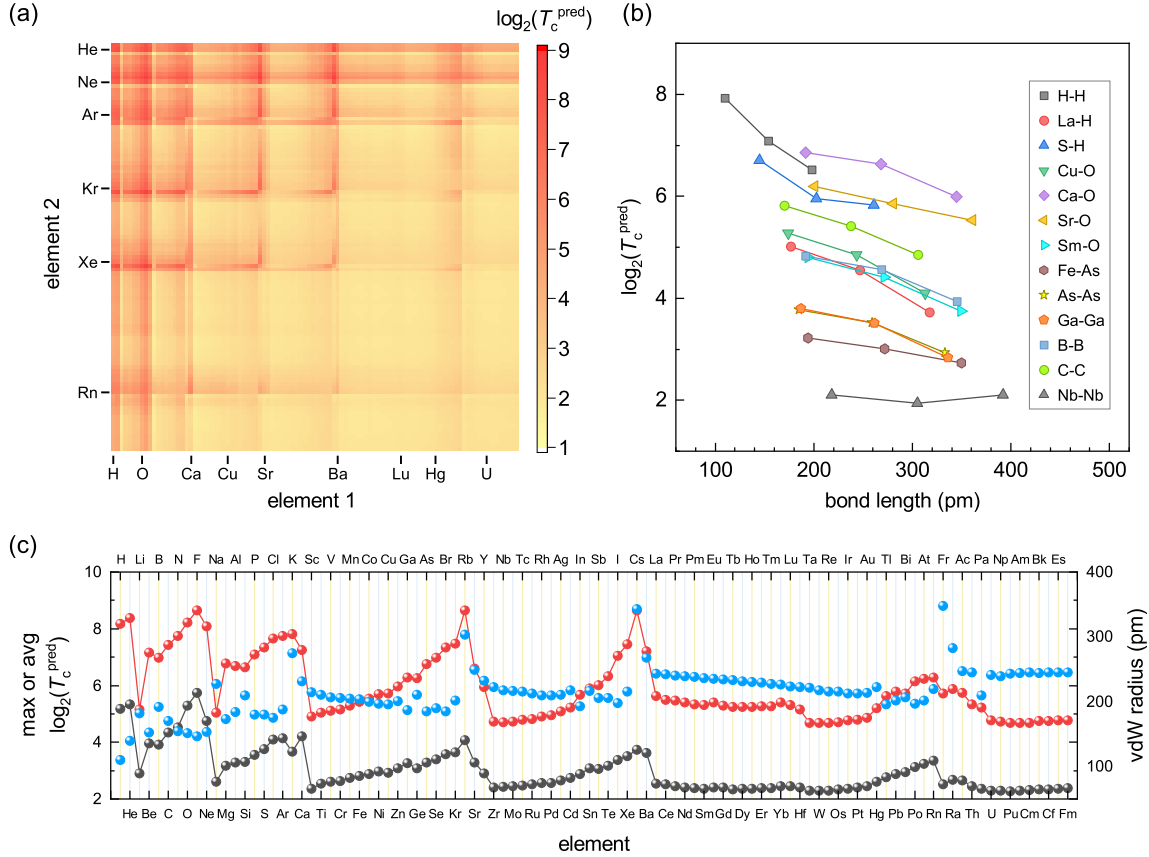 (a)
log2(Tc^pred)
He
Ne
Ar
Kr
Xe
Rn
element 2
H O Ca Cu Sr Ba Lu Hg U
element 1
9
8
7
6
5
4
3
2
1
(b)
8
6
4
2
log2(Tc^pred)
100 200 300 400 500
bond length (pm)
H-H
La-H
S-H
Cu-O
Ca-O
Sr-O
Sm-O
Fe-As
As-As
Ga-Ga
B-B
C-C
Nb-Nb
(c)
H Li B N F Na Al P Cl K Sc V Mn Co Cu Ga As Br Rb Y Nb Tc Rh Ag In Sb I Cs La Pr Pm Eu Tb Ho Tm Lu Ta Re Ir Au Tl Bi At Fr Ac Pa Np Am Bk Es
10
8
6
4
2
max or avg
log2(Tc^pred)
400
300
200
100
vdW radius (pm)
He Be C O Ne Mg Si S Ar Ca Ti Cr Fe Ni Zn Ge Se Kr Sr Zr Mo Ru Pd Cd Sn Te Xe Ba Ce Nd Sm Gd Dy Er Yb Hf W Os Pt Hg Pb Po Rn Ra Th U Pu Cm Cf Fm
element